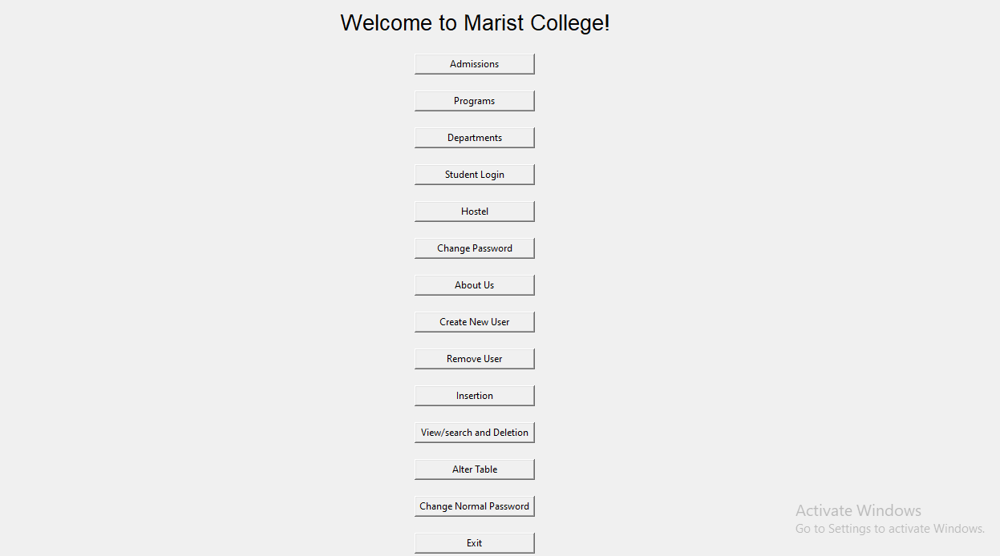 Welcome to Marist College!
Admissions
Programs
Departments
Student Login
Hostel
Change Password
About Us
Create New User
Remove User
Insertion
View/search and Deletion
Alter Table
Change Normal Password
Exit
Activate Windows
Go to Settings to activate Windows.